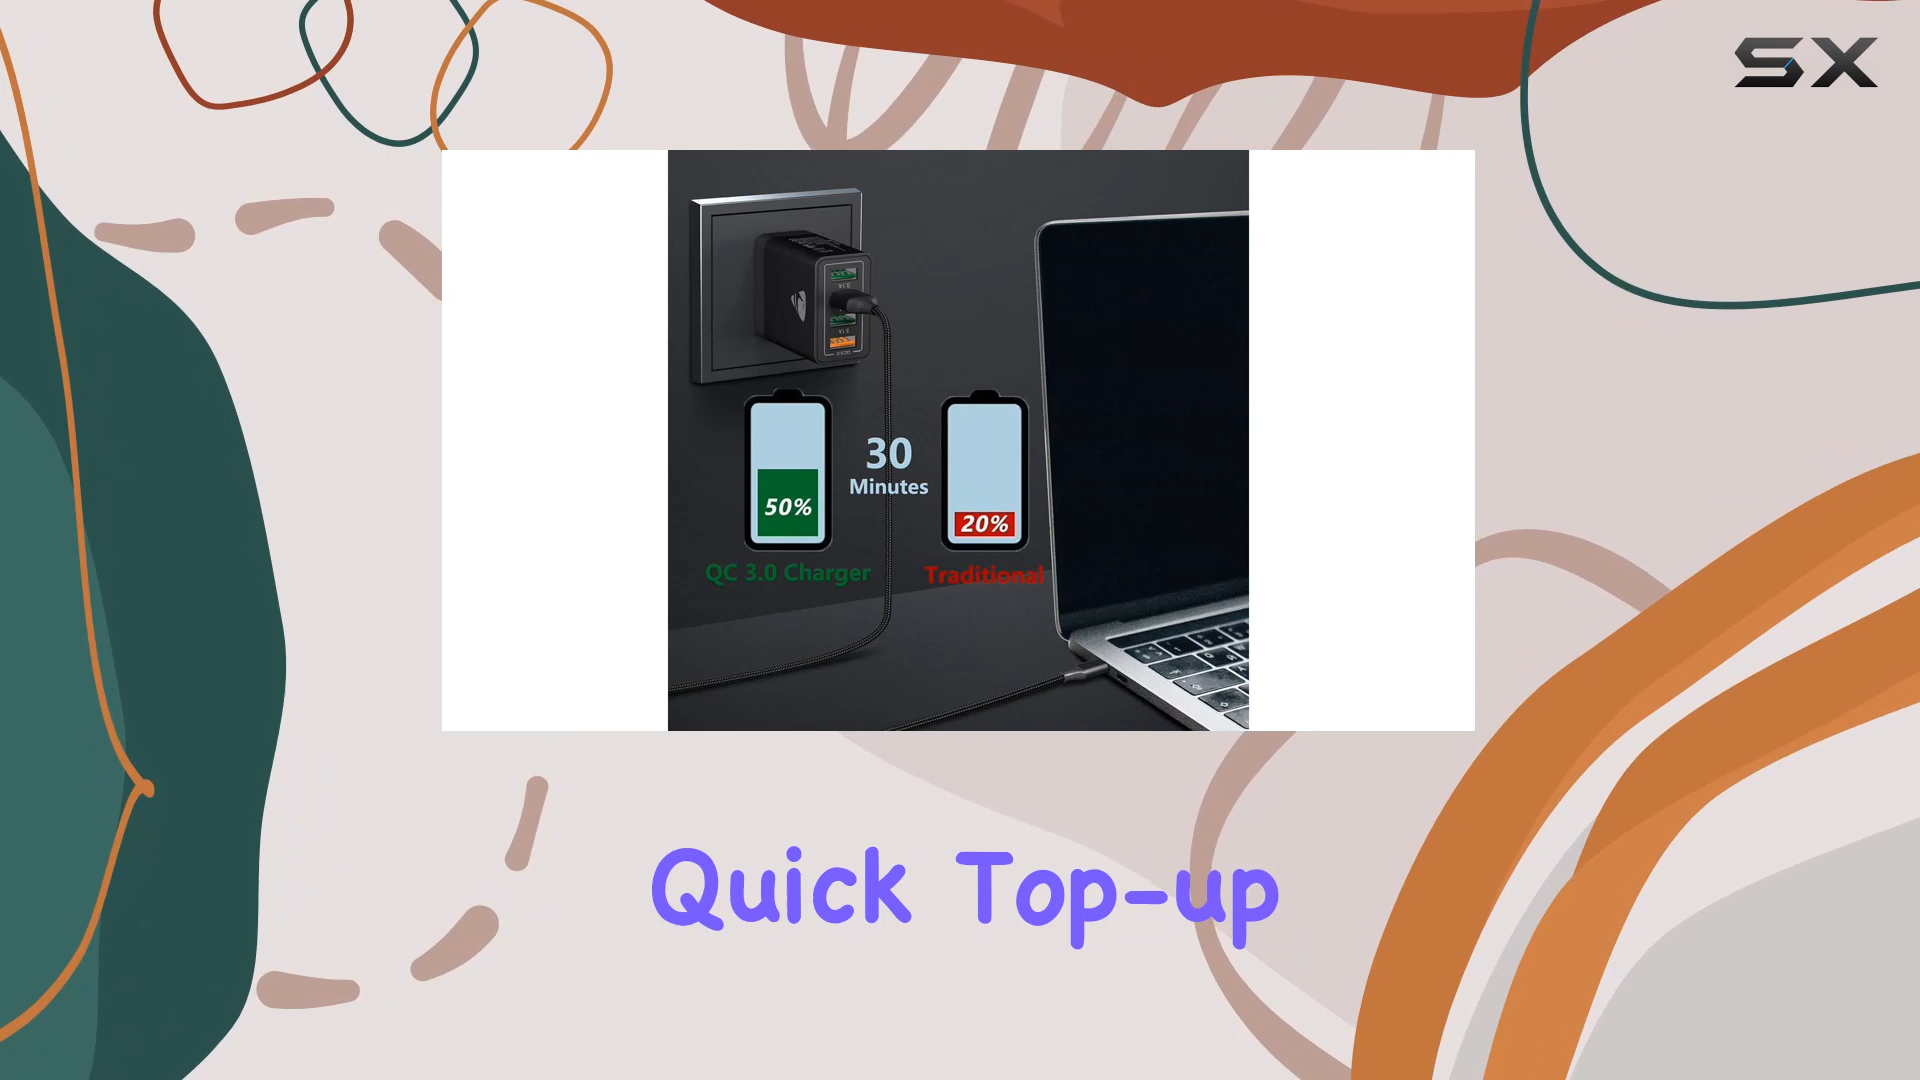 SX
30
Minutes
50%
20%
QC 3.0 Charger
Traditional
Quick Top-up